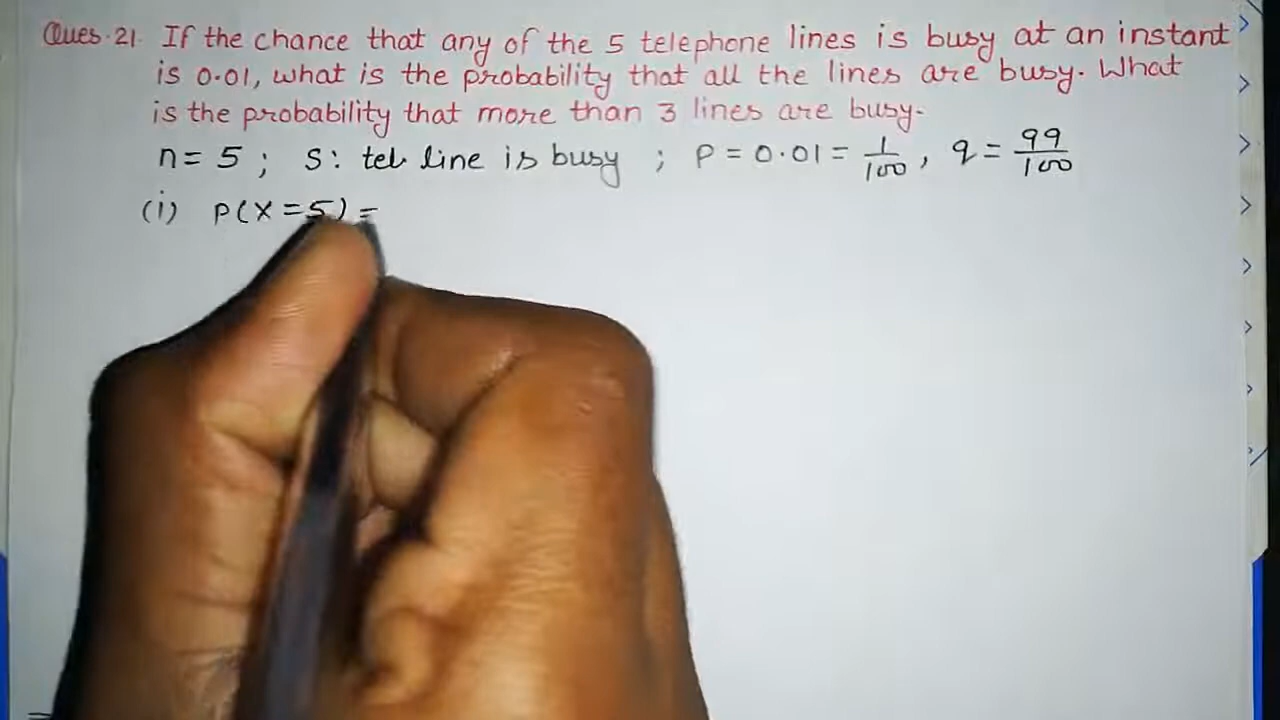 Ques.21. If the chance that any of the 5 telephone lines is busy at an instant
is 0.01, what is the probability that all the lines are busy. What
is the probability that more than 3 lines are busy.
n = 5 ; S: tel. line is busy ; P = 0.01 = 1/100 , q = 99/100
(i) P(X=5) =